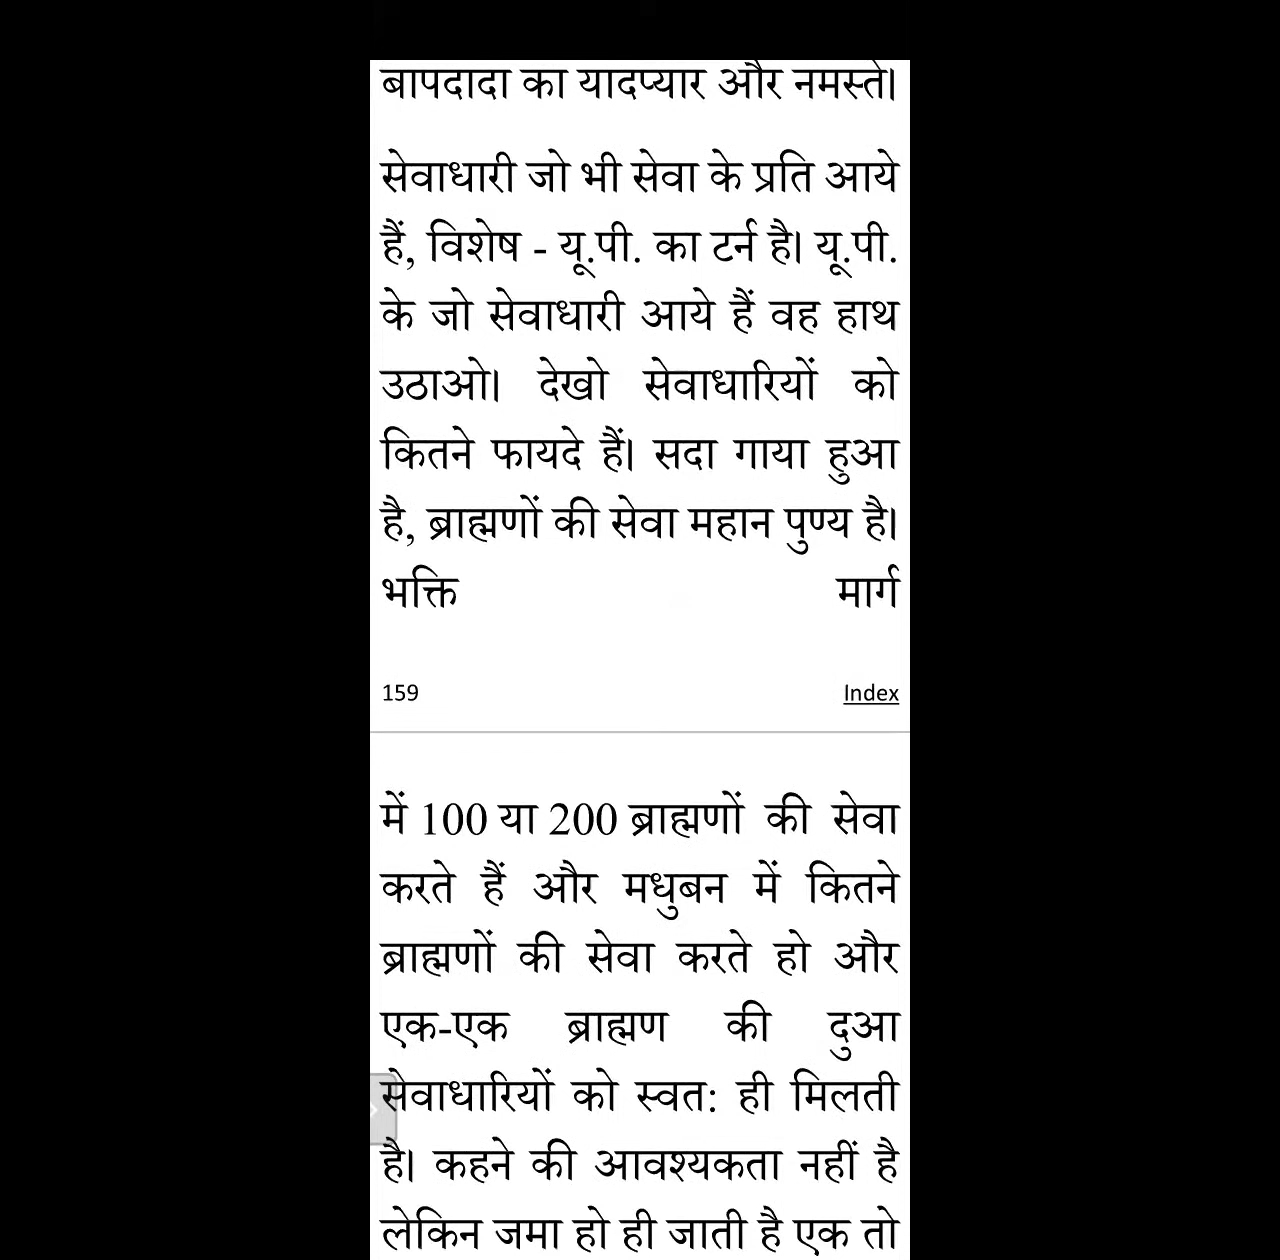 बापदादा का यादप्यार और नमस्ते।
सेवाधारी जो भी सेवा के प्रति आये
हैं, विशेष - यू.पी. का टर्न है। यू.पी.
के जो सेवाधारी आये हैं वह हाथ
उठाओ। देखो सेवाधारियों को
कितने फायदे हैं। सदा गाया हुआ
है, ब्राह्मणों की सेवा महान पुण्य है।
भक्ति मार्ग
159 Index
में 100 या 200 ब्राह्मणों की सेवा
करते हैं और मधुबन में कितने
ब्राह्मणों की सेवा करते हो और
एक-एक ब्राह्मण की दुआ
सेवाधारियों को स्वत: ही मिलती
है। कहने की आवश्यकता नहीं है
लेकिन जमा हो ही जाती है एक तो